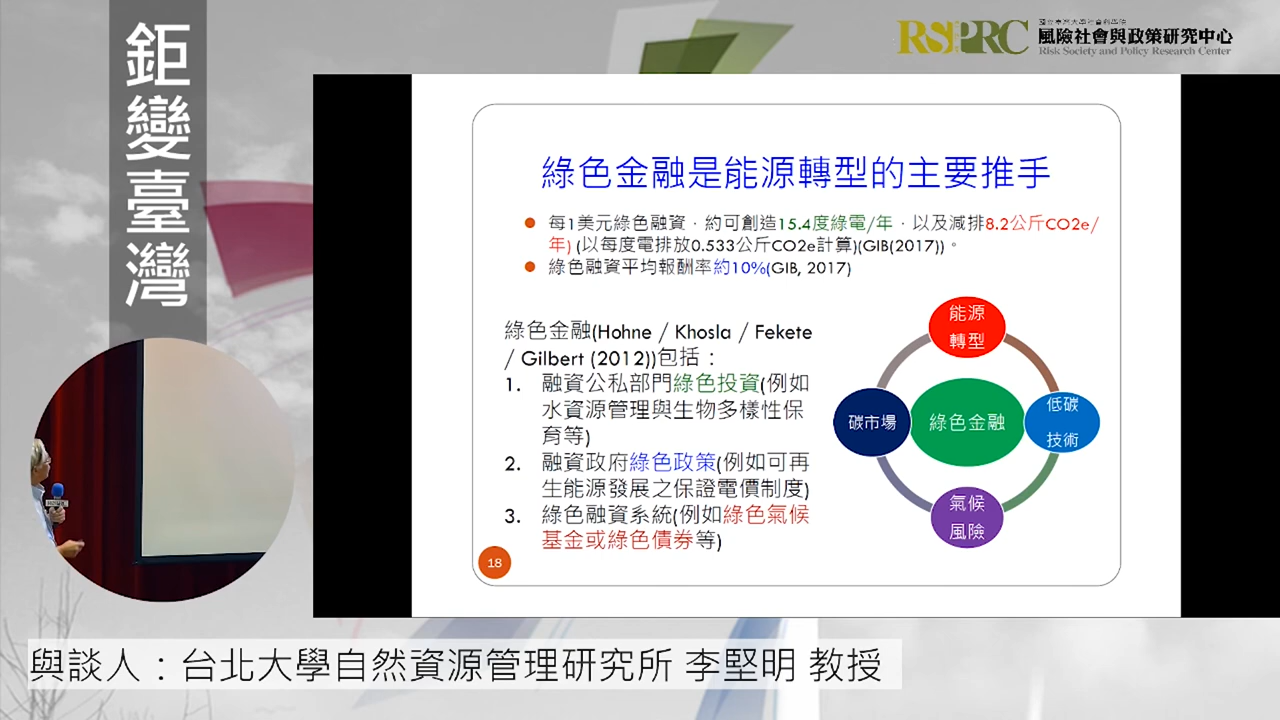 鉅變臺灣
RSPRC
國立臺灣大學社會科學院
風險社會與政策研究中心
Risk Society and Policy Research Center
綠色金融是能源轉型的主要推手
每1美元綠色融資，約可創造15.4度綠電/年，以及減排8.2公斤CO2e/
年) (以每度電排放0.533公斤CO2e計算)(GIB(2017))。
綠色融資平均報酬率約10%(GIB, 2017)
綠色金融(Hohne / Khosla / Fekete
/ Gilbert (2012))包括：
1. 融資公私部門綠色投資(例如
水資源管理與生物多樣性保
育等)
2. 融資政府綠色政策(例如可再
生能源發展之保證電價制度)
3. 綠色融資系統(例如綠色氣候
基金或綠色債券等)
能源
轉型
碳市場
綠色金融
低碳
技術
氣候
風險
18
與談人：台北大學自然資源管理研究所 李堅明 教授